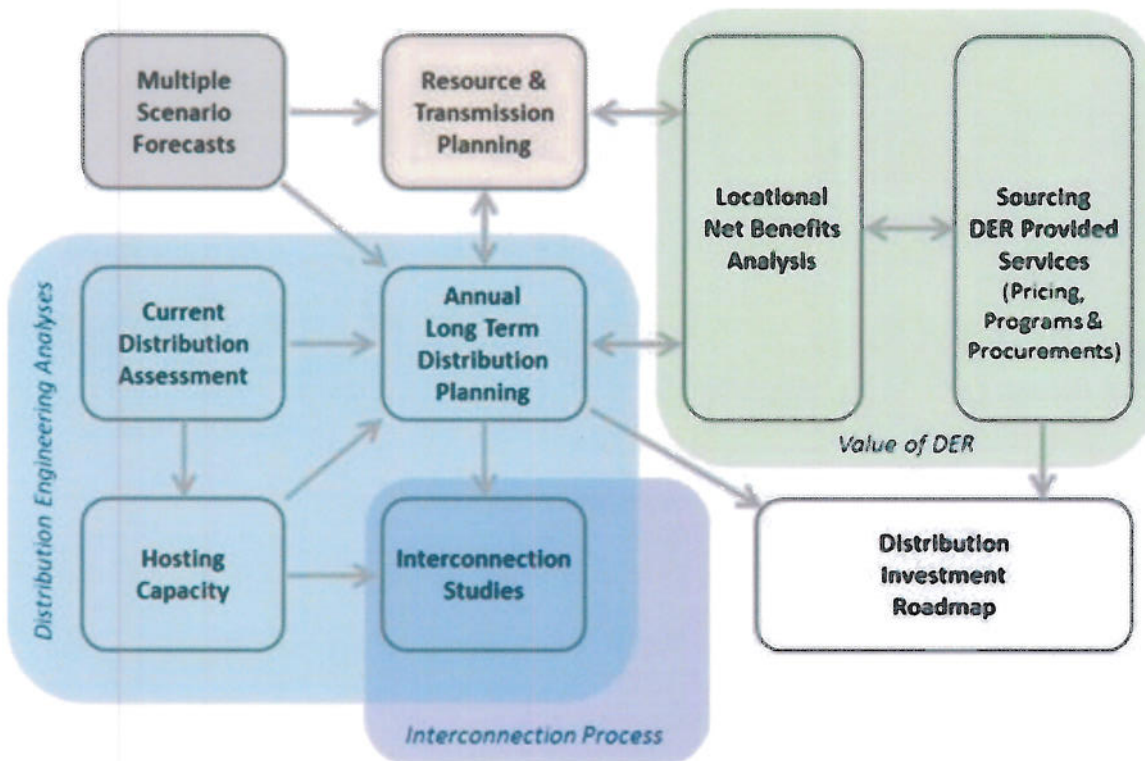 Multiple
Scenario
Forecasts
Resource &
Transmission
Planning
Locational
Net Benefits
Analysis
Sourcing
DER Provided
Services
(Pricing,
Programs &
Procurements)
Value of DER
Distribution Engineering Analyses
Current
Distribution
Assessment
Annual
Long Term
Distribution
Planning
Hosting
Capacity
Interconnection
Studies
Interconnection Process
Distribution
Investment
Roadmap